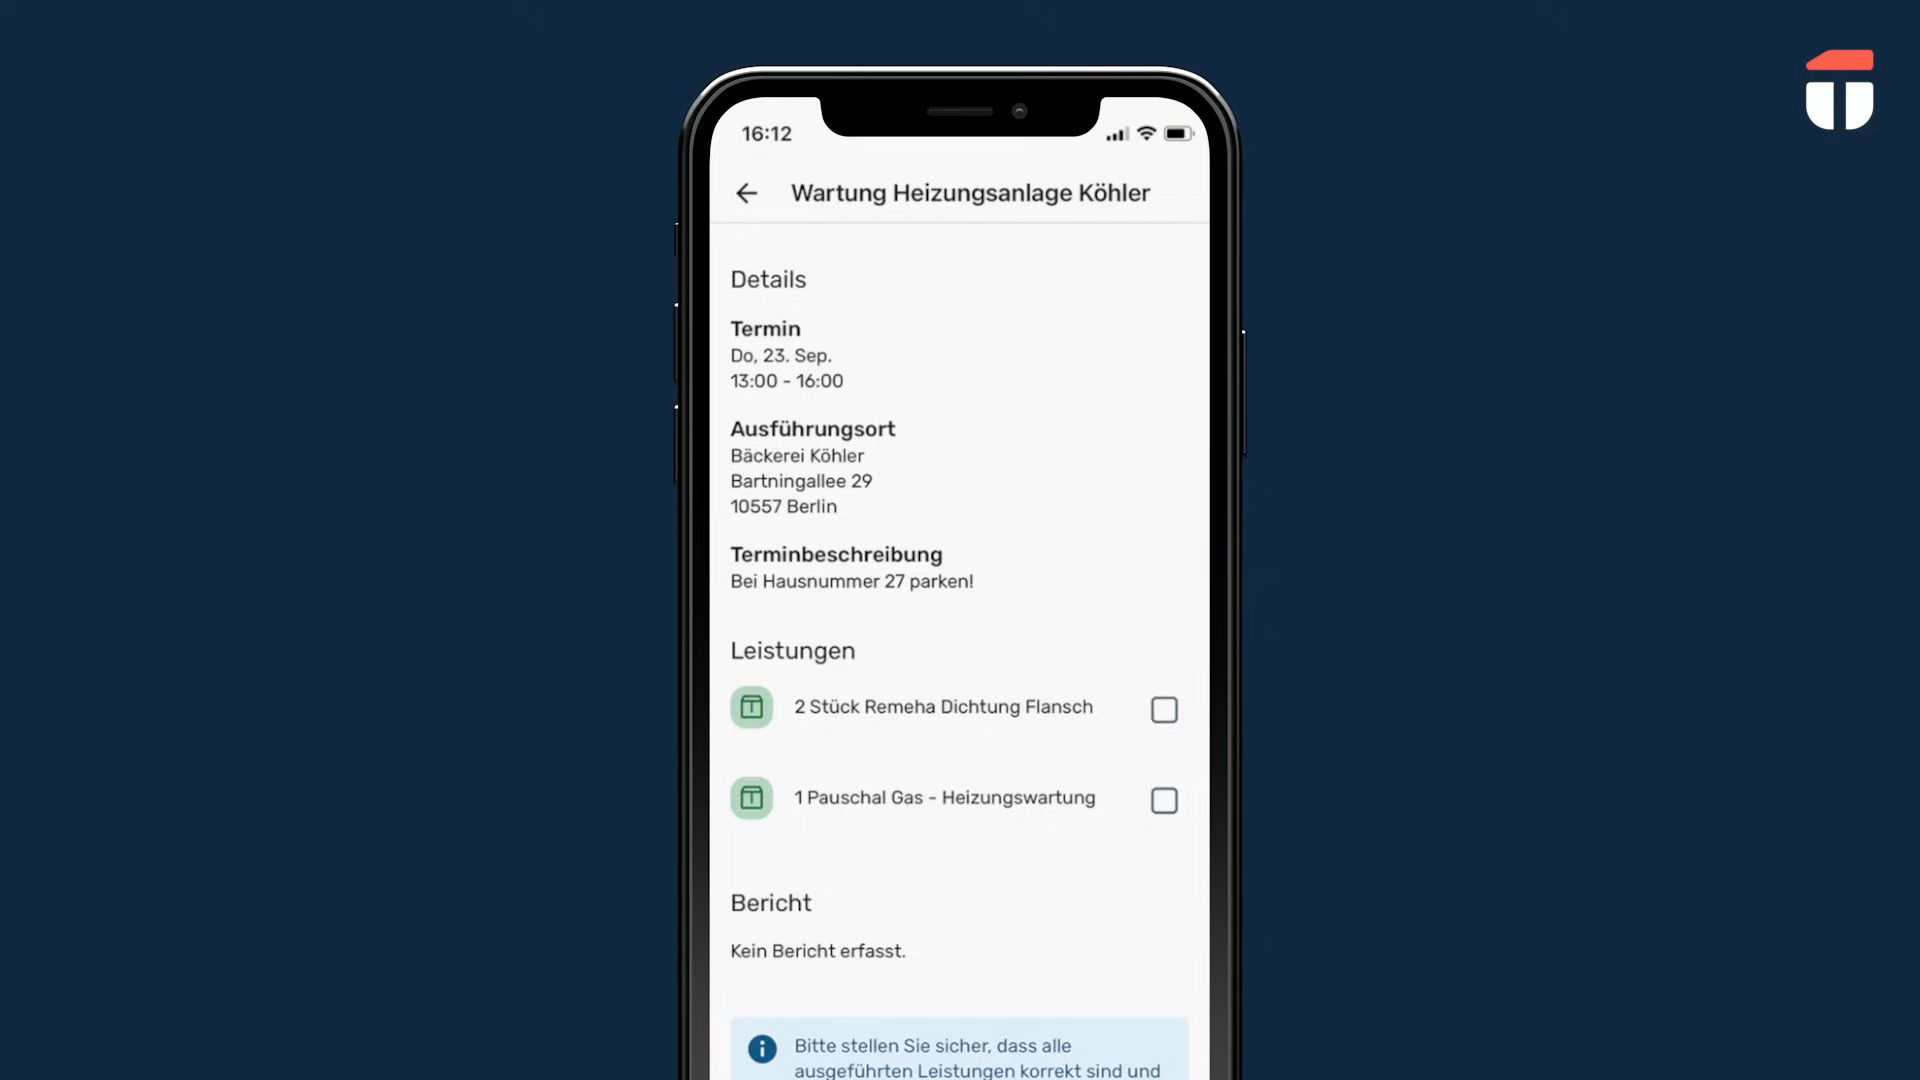 16:12
Wartung Heizungsanlage Köhler
Details
Termin
Do, 23. Sep.
13:00 - 16:00
Ausführungsort
Bäckerei Köhler
Bartningallee 29
10557 Berlin
Terminbeschreibung
Bei Hausnummer 27 parken!
Leistungen
2 Stück Remeha Dichtung Flansch
1 Pauschal Gas - Heizungswartung
Bericht
Kein Bericht erfasst.
Bitte stellen Sie sicher, dass alle
ausgeführten Leistungen korrekt sind und